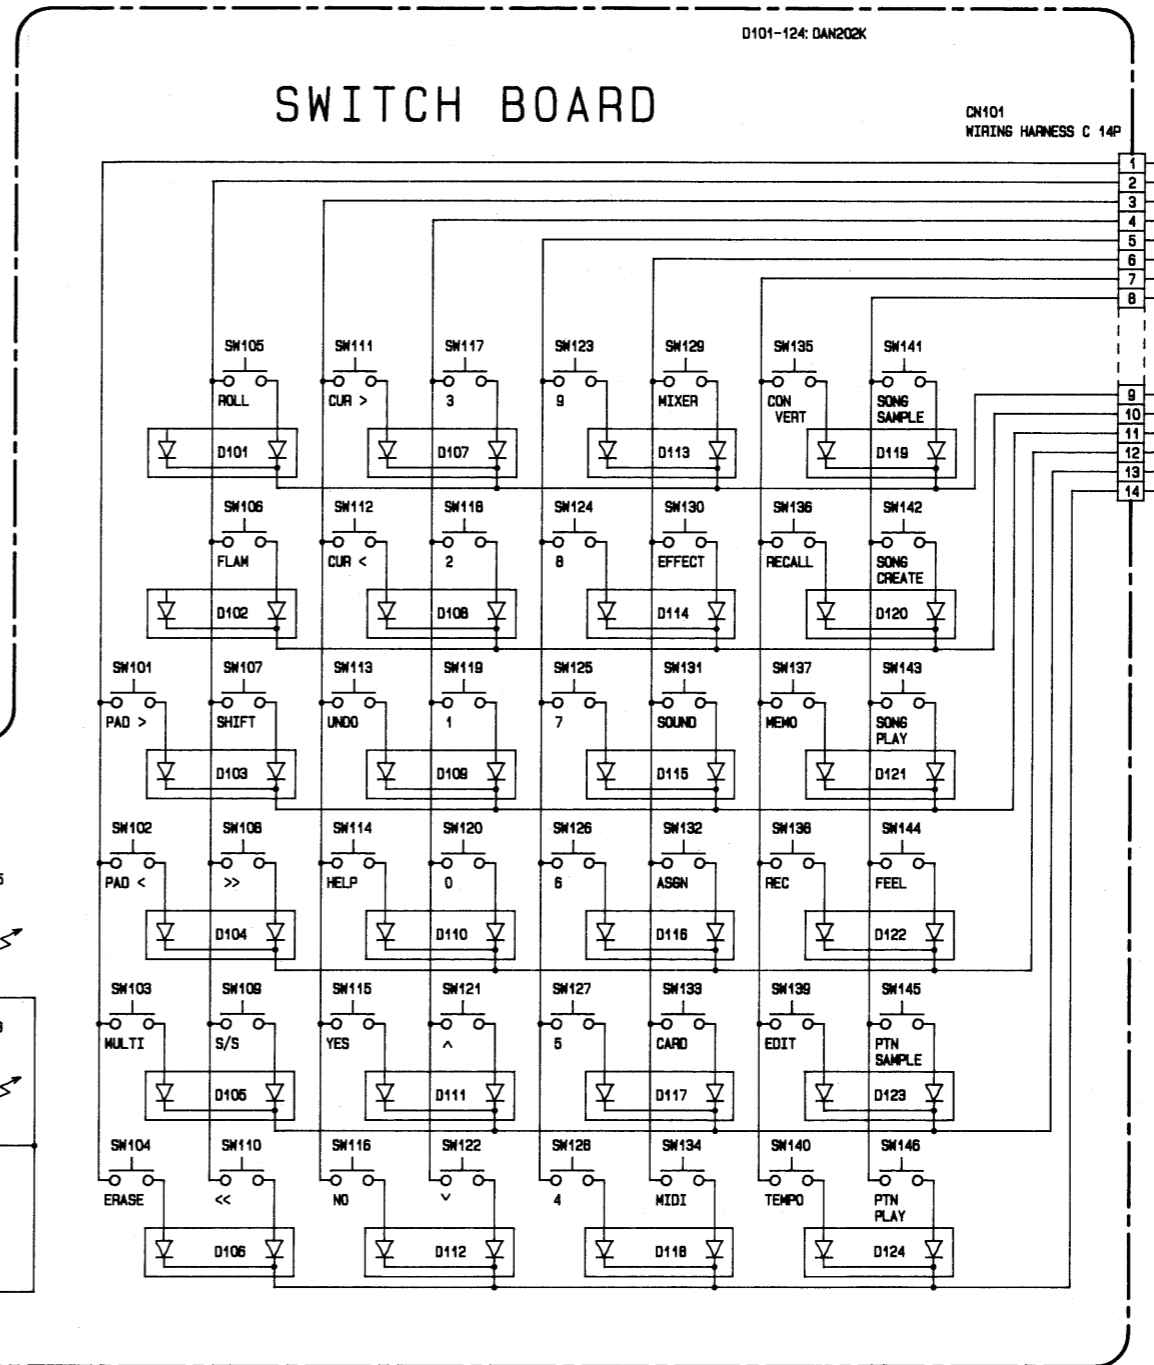 D101-124: DAN202K
SWITCH BOARD
CN101
WIRING HARNESS C 14P
1
2
3
4
5
6
7
8
9
10
11
12
13
14
SW105 SW111 SW117 SW123 SW129 SW135 SW141
ROLL CUR > 3 9 MIXER CON VERT SONG SAMPLE
D101 D107 D113 D119
SW106 SW112 SW118 SW124 SW130 SW136 SW142
FLAM CUR < 2 8 EFFECT RECALL SONG CREATE
D102 D108 D114 D120
SW101 SW107 SW113 SW119 SW125 SW131 SW137 SW143
PAD > SHIFT UNDO 1 7 SOUND MEMO SONG PLAY
D103 D109 D115 D121
SW102 SW108 SW114 SW120 SW126 SW132 SW138 SW144
PAD < >> HELP 0 6 ASGN REC FEEL
D104 D110 D116 D122
SW103 SW109 SW115 SW121 SW127 SW133 SW139 SW145
MULTI S/S YES ^ 5 CARD EDIT PTN SAMPLE
D105 D111 D117 D123
SW104 SW110 SW116 SW122 SW128 SW134 SW140 SW146
ERASE << NO v 4 MIDI TEMPO PTN PLAY
D106 D112 D118 D124